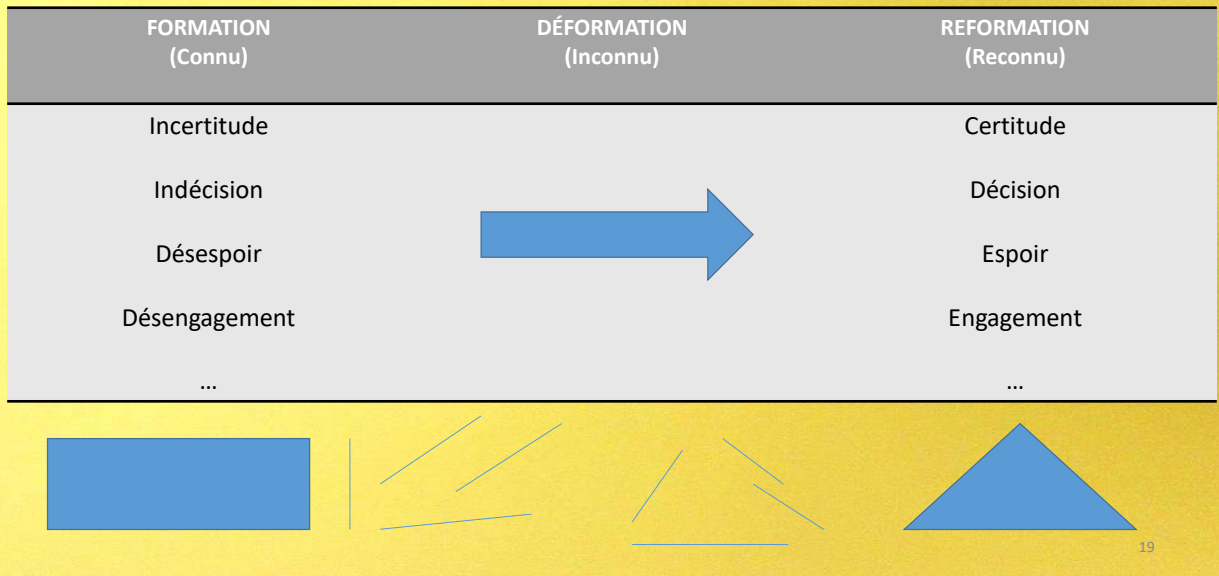 FORMATION
(Connu)
DÉFORMATION
(Inconnu)
REFORMATION
(Reconnu)
Incertitude
Certitude
Indécision
Décision
Désespoir
Espoir
Désengagement
Engagement
...
...
19